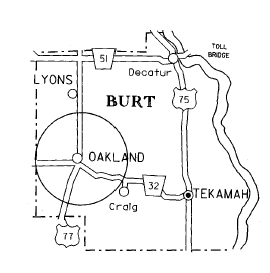 TOLL
BRIDGE
51
Decatur
LYONS
BURT
75
OAKLAND
32
TEKAMAH
Craig
77